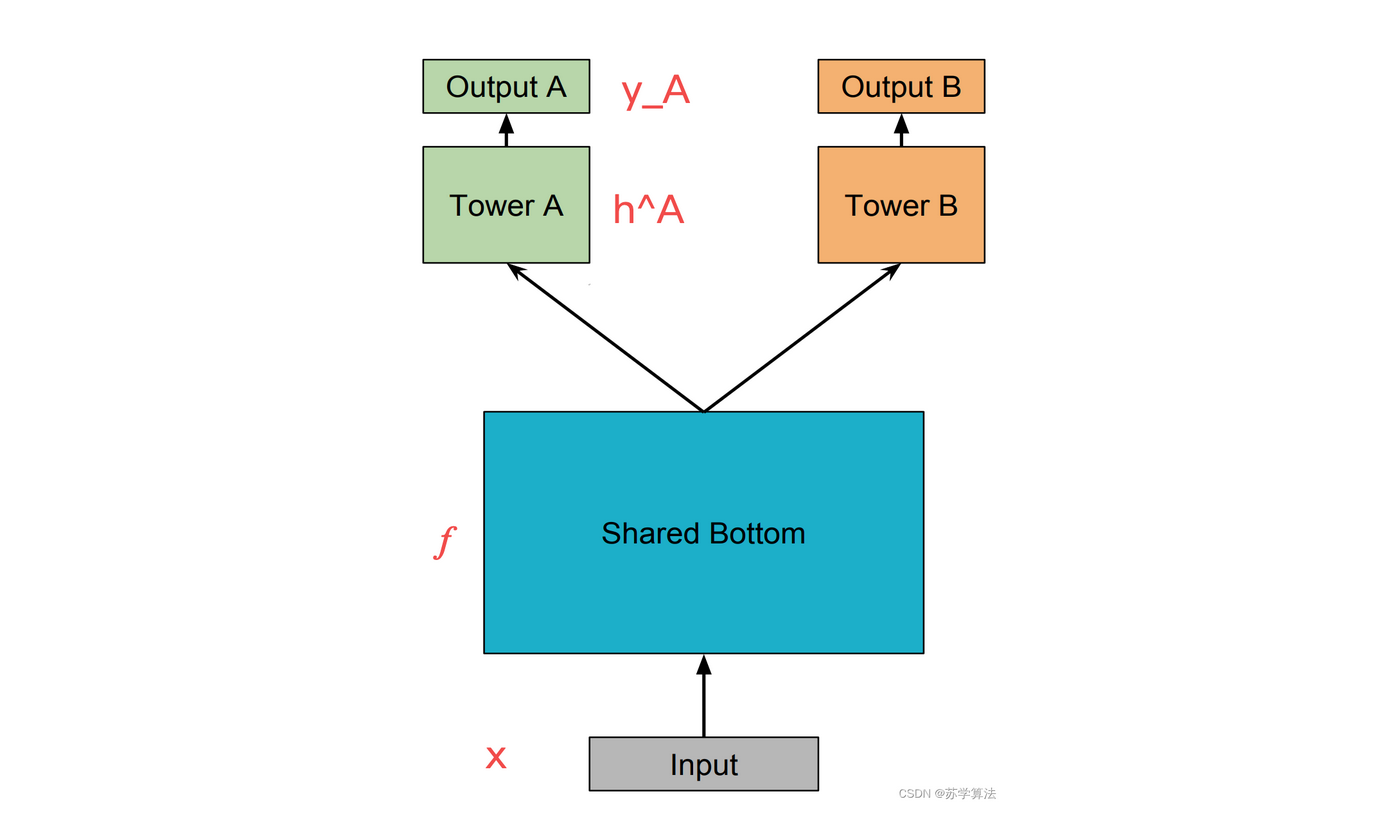 Output A
y_A
Output B
Tower A
h^A
Tower B
Shared Bottom
f
x
Input
CSDN @苏学算法